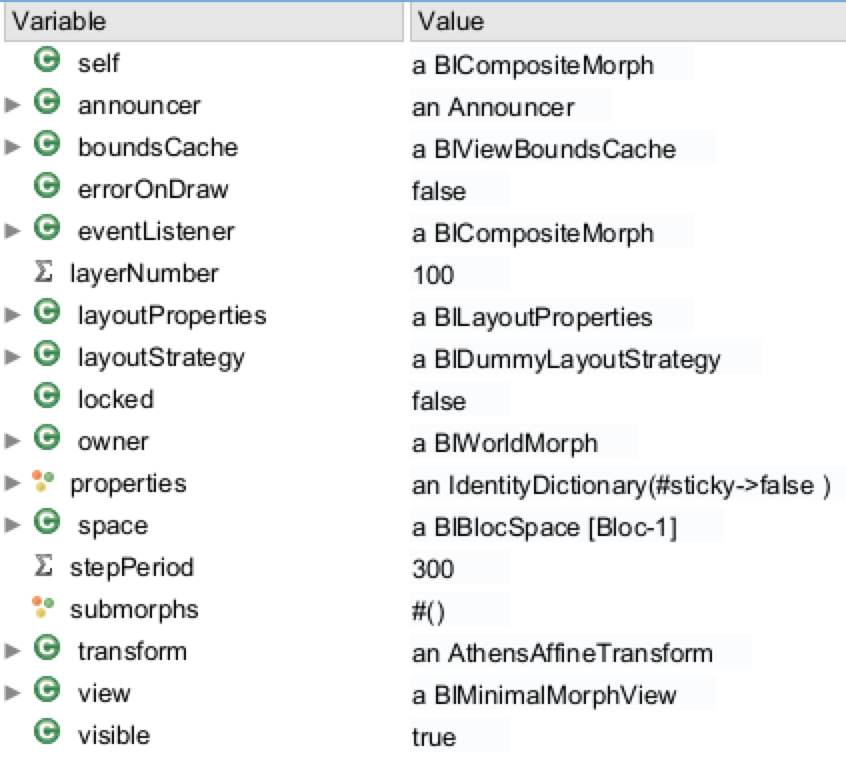 Variable Value
self a BlCompositeMorph
announcer an Announcer
boundsCache a BlViewBoundsCache
errorOnDraw false
eventListener a BlCompositeMorph
Σ layerNumber 100
layoutProperties a BlLayoutProperties
layoutStrategy a BlDummyLayoutStrategy
locked false
owner a BlWorldMorph
properties an IdentityDictionary(#sticky->false )
space a BlBlocSpace [Bloc-1]
Σ stepPeriod 300
submorphs #()
transform an AthensAffineTransform
view a BlMinimalMorphView
visible true